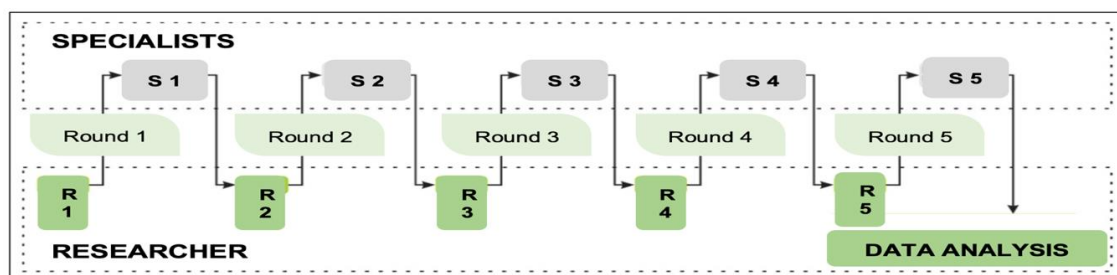 SPECIALISTS
S 1
S 2
S 3
S 4
S 5
Round 1
Round 2
Round 3
Round 4
Round 5
R
1
R
2
R
3
R
4
R
5
RESEARCHER
DATA ANALYSIS